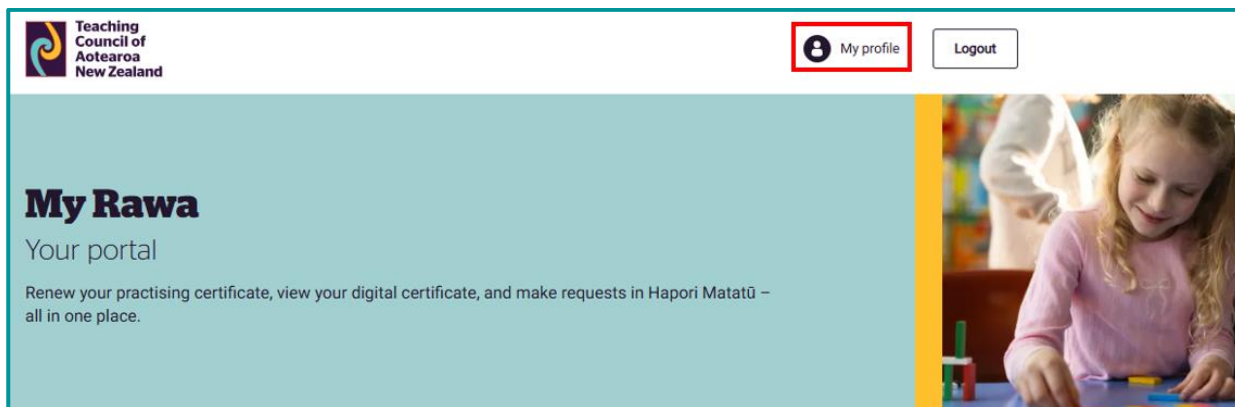 Teaching
Council of
Aotearoa
New Zealand
My profile
Logout
My Rawa
Your portal
Renew your practising certificate, view your digital certificate, and make requests in Hapori Matatū –
all in one place.